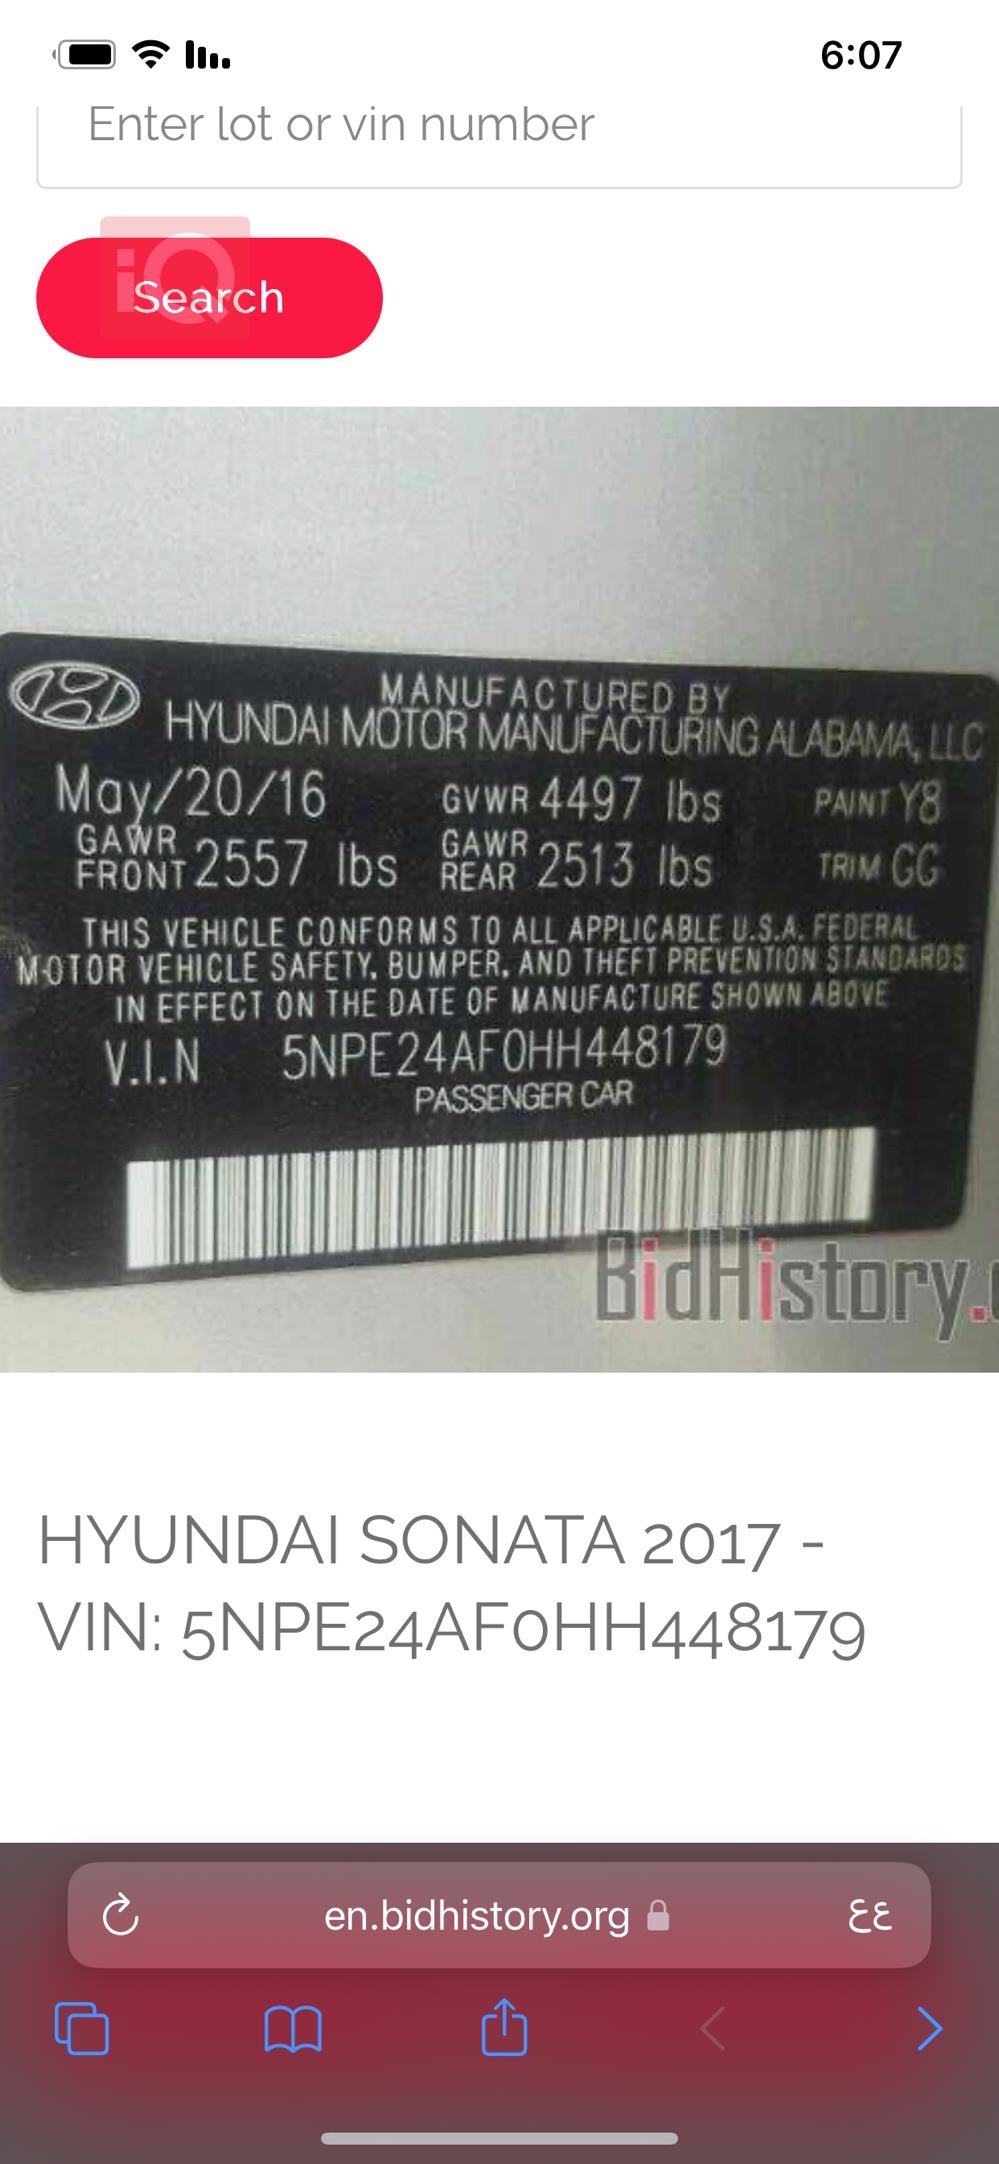 6:07
Enter lot or vin number
iQ
Search
MANUFACTURED BY
HYUNDAI MOTOR MANUFACTURING ALABAMA, LLC
May/20/16 GVWR 4497 lbs PAINT Y8
GAWR FRONT 2557 lbs GAWR REAR 2513 lbs TRIM GG
THIS VEHICLE CONFORMS TO ALL APPLICABLE U.S.A. FEDERAL
MOTOR VEHICLE SAFETY, BUMPER, AND THEFT PREVENTION STANDARDS
IN EFFECT ON THE DATE OF MANUFACTURE SHOWN ABOVE
V.I.N 5NPE24AF0HH448179
PASSENGER CAR
BidHistory.
HYUNDAI SONATA 2017 -
VIN: 5NPE24AF0HH448179
en.bidhistory.org
عع